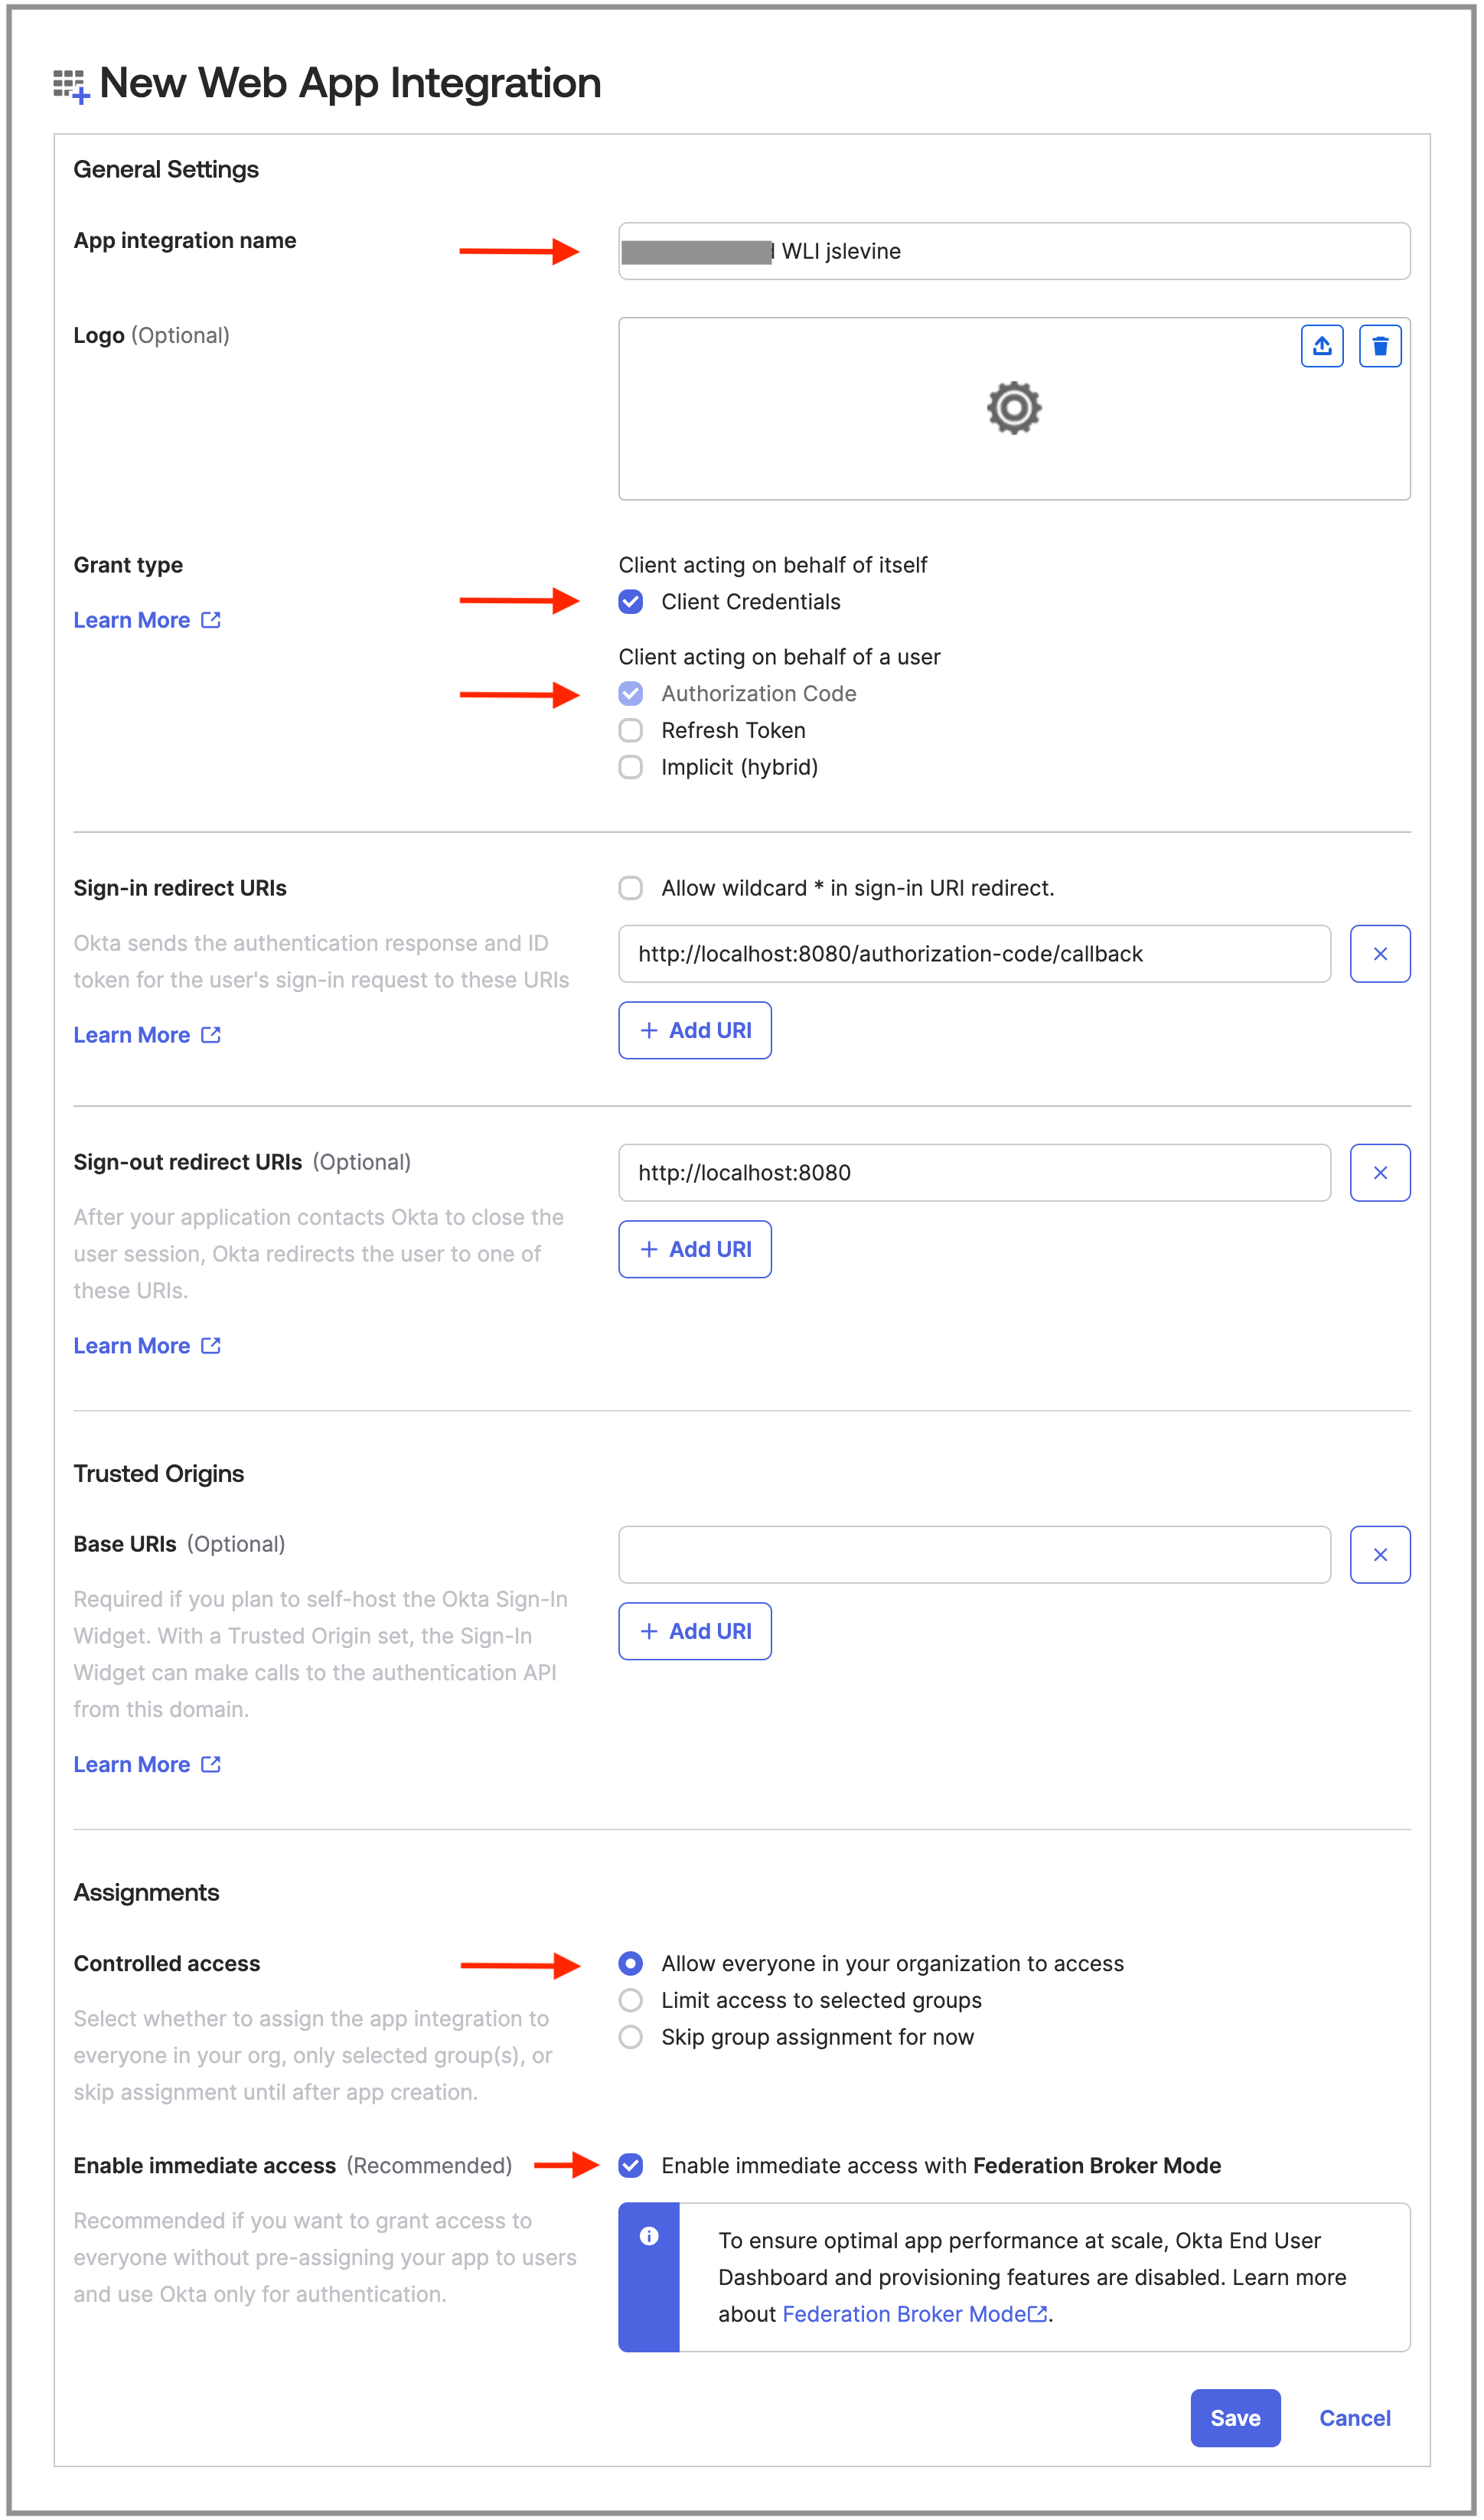 New Web App Integration
General Settings
App integration name
WLI jslevine
Logo (Optional)
Grant type
Learn More
Client acting on behalf of itself
Client Credentials
Client acting on behalf of a user
Authorization Code
Refresh Token
Implicit (hybrid)
Sign-in redirect URIs
Okta sends the authentication response and ID
token for the user's sign-in request to these URIs
Learn More
Allow wildcard * in sign-in URI redirect.
http://localhost:8080/authorization-code/callback
+ Add URI
Sign-out redirect URIs (Optional)
After your application contacts Okta to close the
user session, Okta redirects the user to one of
these URIs.
Learn More
http://localhost:8080
+ Add URI
Trusted Origins
Base URIs (Optional)
Required if you plan to self-host the Okta Sign-In
Widget. With a Trusted Origin set, the Sign-In
Widget can make calls to the authentication API
from this domain.
Learn More
+ Add URI
Assignments
Controlled access
Select whether to assign the app integration to
everyone in your org, only selected group(s), or
skip assignment until after app creation.
Allow everyone in your organization to access
Limit access to selected groups
Skip group assignment for now
Enable immediate access (Recommended)
Recommended if you want to grant access to
everyone without pre-assigning your app to users
and use Okta only for authentication.
Enable immediate access with Federation Broker Mode
To ensure optimal app performance at scale, Okta End User
Dashboard and provisioning features are disabled. Learn more
about Federation Broker Mode.
Save
Cancel